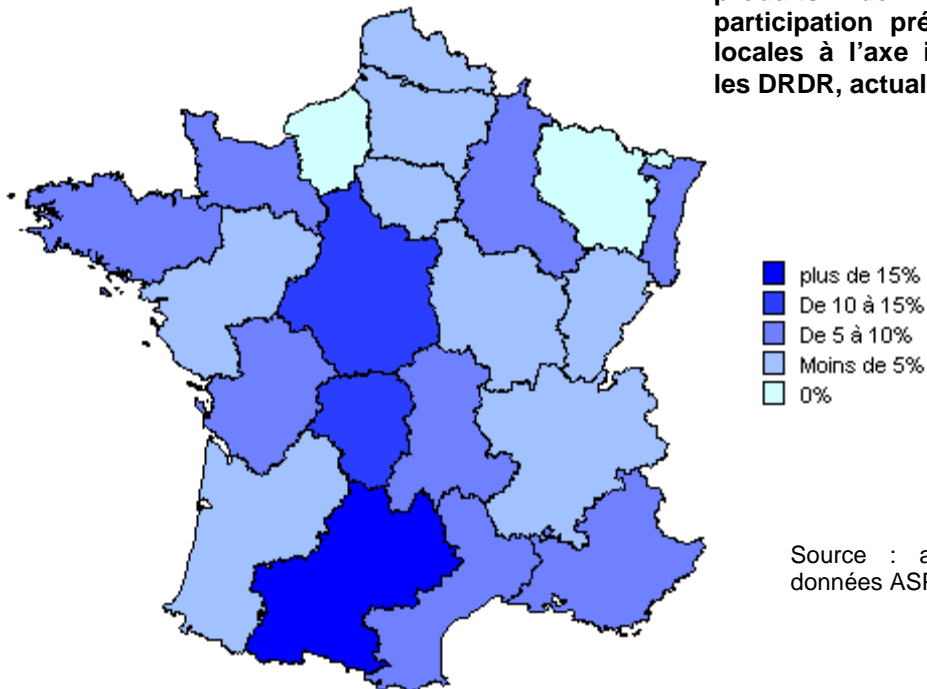 participation pré
locales à l'axe i
les DRDR, actual
plus de 15%
De 10 à 15%
De 5 à 10%
Moins de 5%
0%
Source : a
données ASP